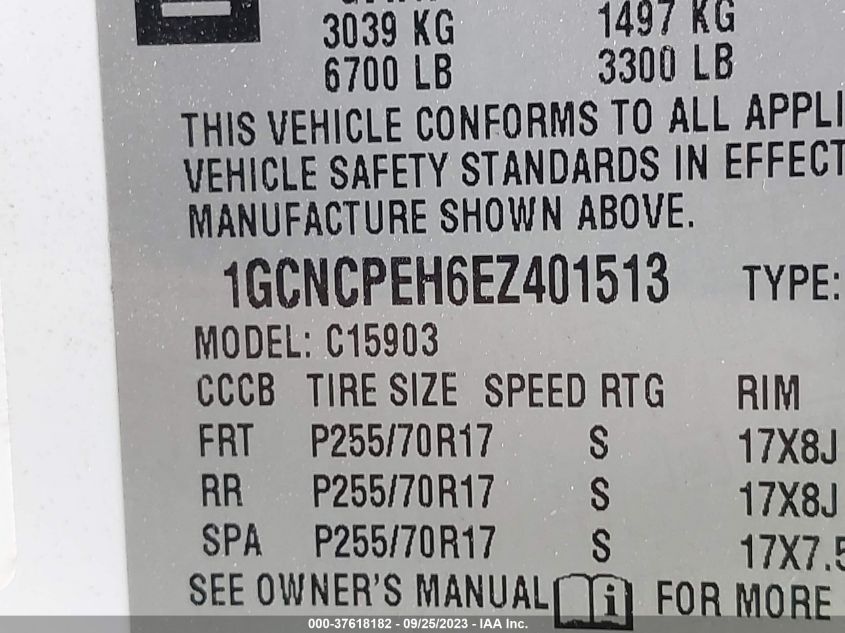 3039 KG 1497 KG
6700 LB 3300 LB
THIS VEHICLE CONFORMS TO ALL APPLI
VEHICLE SAFETY STANDARDS IN EFFECT
MANUFACTURE SHOWN ABOVE.
1GCNCPEH6EZ401513 TYPE:
MODEL: C15903
CCCB TIRE SIZE SPEED RTG RIM
FRT P255/70R17 S 17X8J
RR P255/70R17 S 17X8J
SPA P255/70R17 S 17X7.5
SEE OWNER'S MANUAL i FOR MORE
000-37618182 - 09/25/2023 - IAA Inc.